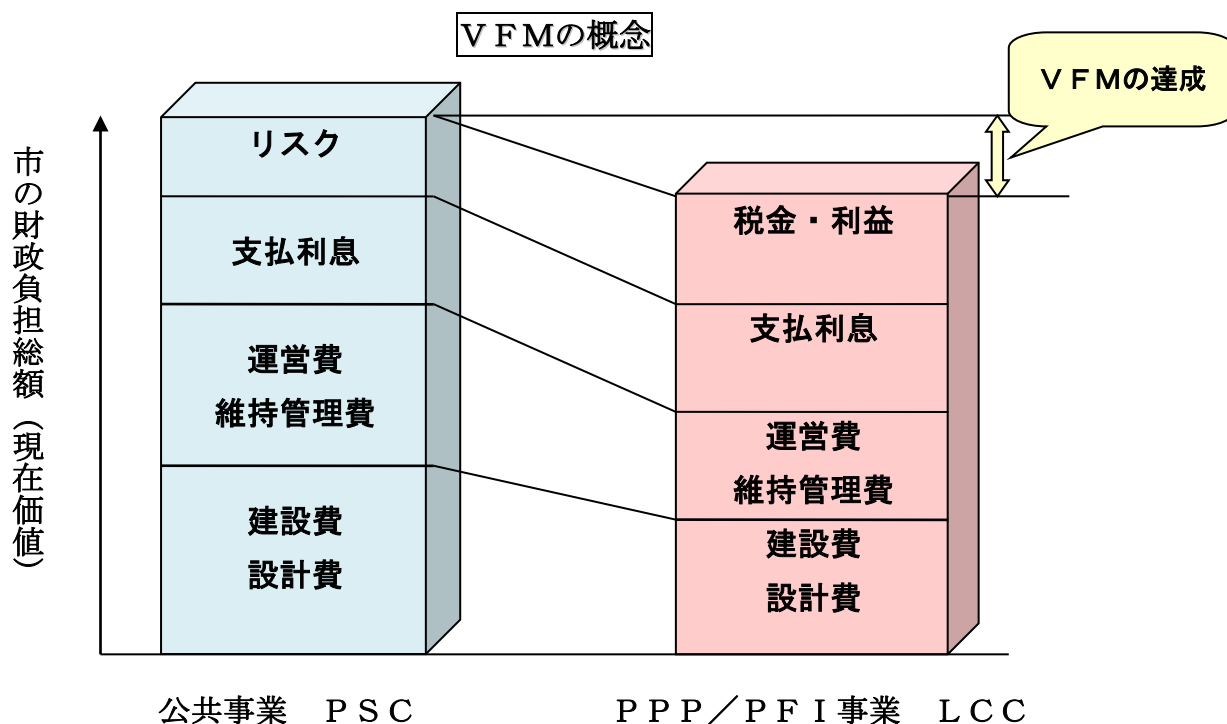 ＶＦＭの概念
ＶＦＭの達成
市の財政負担総額（現在価値）
リスク
支払利息
運営費
維持管理費
建設費
設計費
税金・利益
支払利息
運営費
維持管理費
建設費
設計費
公共事業　ＰＳＣ
ＰＰＰ／ＰＦＩ事業　ＬＣＣ